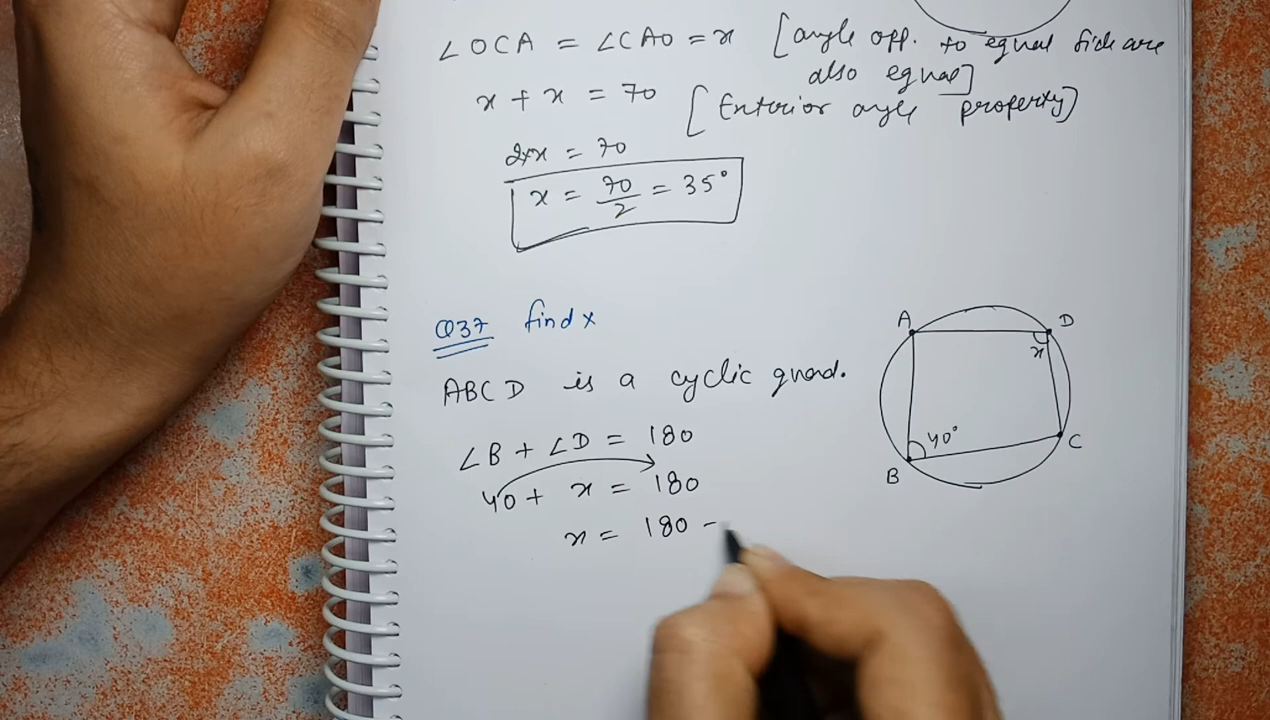 ∠OCA = ∠CAO = x [angle opp. to equal side are
also equal]
x + x = 70 [Exterior angle property]
2x = 70
x = 70/2 = 35°
Q37 find x
ABCD is a cyclic quad.
∠B + ∠D = 180
40 + x = 180
x = 180 -
A
D
x
40°
C
B